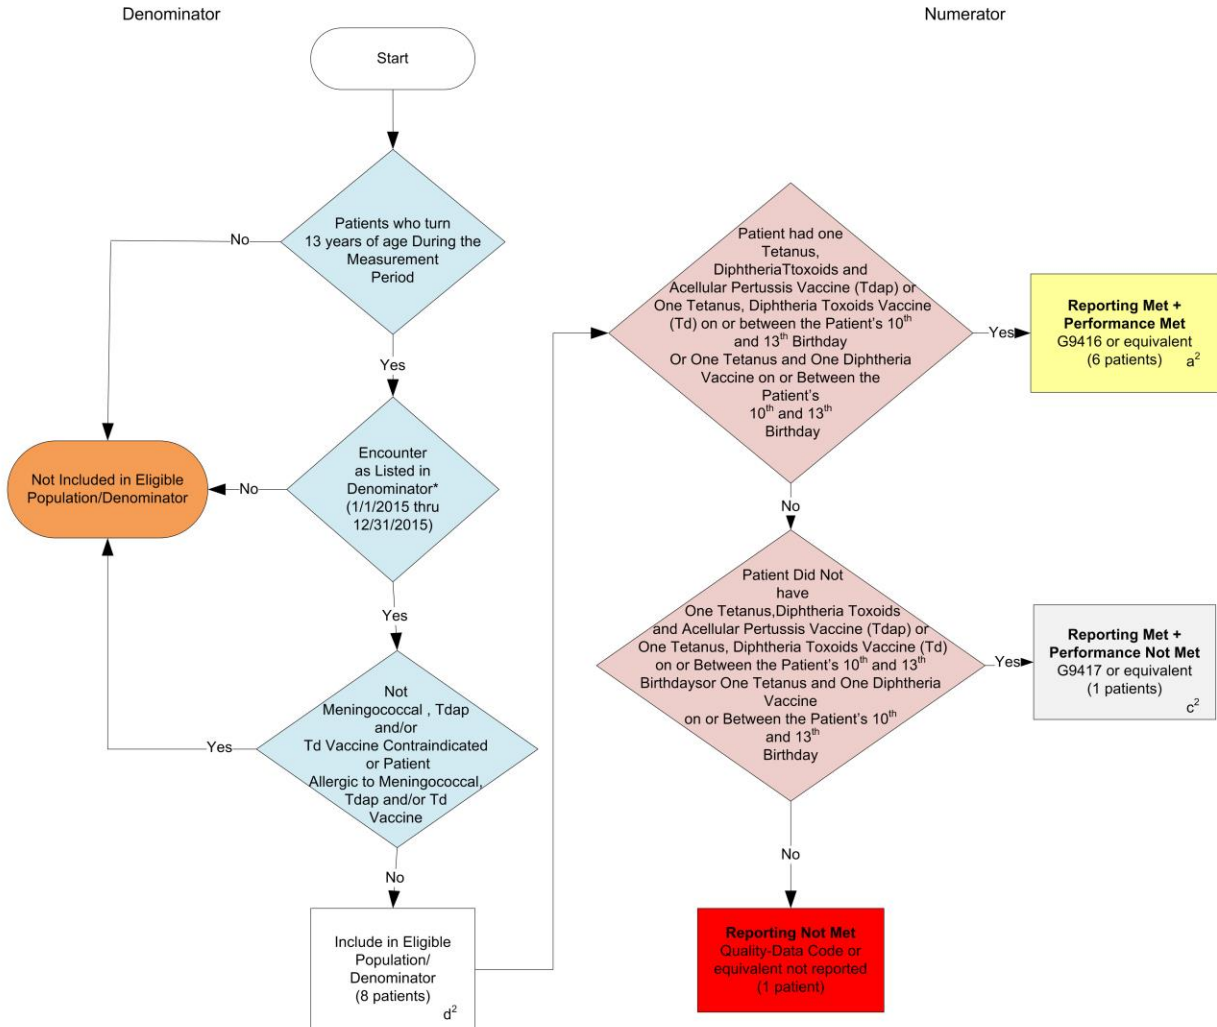 Denominator
Numerator
Start
Patients who turn
13 years of age During the
Measurement
Period
No
Yes
Encounter
as Listed in
Denominator*
(1/1/2015 thru
12/31/2015)
No
Not Included in Eligible
Population/Denominator
Yes
Not
Meningococcal , Tdap
and/or
Td Vaccine Contraindicated
or Patient
Allergic to Meningococcal,
Tdap and/or Td
Vaccine
Yes
No
Include in Eligible
Population/
Denominator
(8 patients)
d²
Patient had one
Tetanus,
DiphtheriaTtoxoids and
Acellular Pertussis Vaccine (Tdap) or
One Tetanus, Diphtheria Toxoids Vaccine
(Td) on or between the Patient’s 10th
and 13th Birthday
Or One Tetanus and One Diphtheria
Vaccine on or Between the
Patient’s
10th and 13th
Birthday
Yes
Reporting Met +
Performance Met
G9416 or equivalent
(6 patients) a²
No
Patient Did Not
have
One Tetanus,Diphtheria Toxoids
and Acellular Pertussis Vaccine (Tdap) or
One Tetanus, Diphtheria Toxoids Vaccine (Td)
on or Between the Patient’s 10th and 13th
Birthdaysor One Tetanus and One Diphtheria
Vaccine
on or Between the Patient’s 10th
and 13th
Birthday
Yes
Reporting Met +
Performance Not Met
G9417 or equivalent
(1 patients)
c²
No
Reporting Not Met
Quality-Data Code or
equivalent not reported
(1 patient)